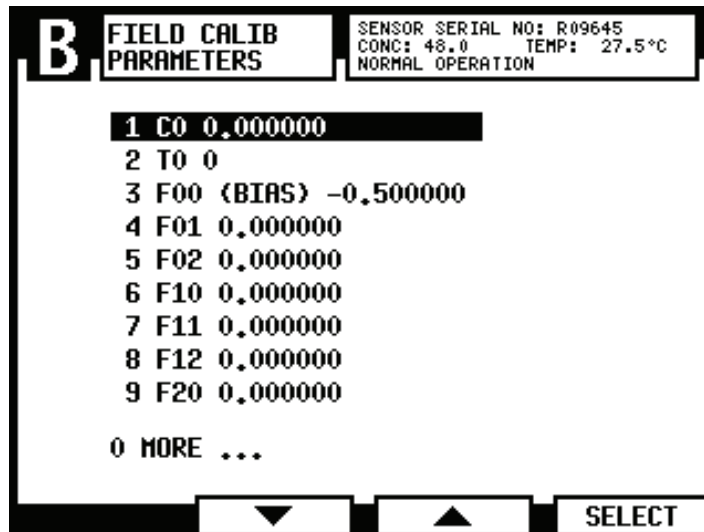 B
FIELD CALIB
PARAMETERS
SENSOR SERIAL NO: R09645
CONC: 48.0 TEMP: 27.5°C
NORMAL OPERATION
1 C0 0.000000
2 T0 0
3 F00 (BIAS) -0.500000
4 F01 0.000000
5 F02 0.000000
6 F10 0.000000
7 F11 0.000000
8 F12 0.000000
9 F20 0.000000
0 MORE ...
▼ ▲ SELECT